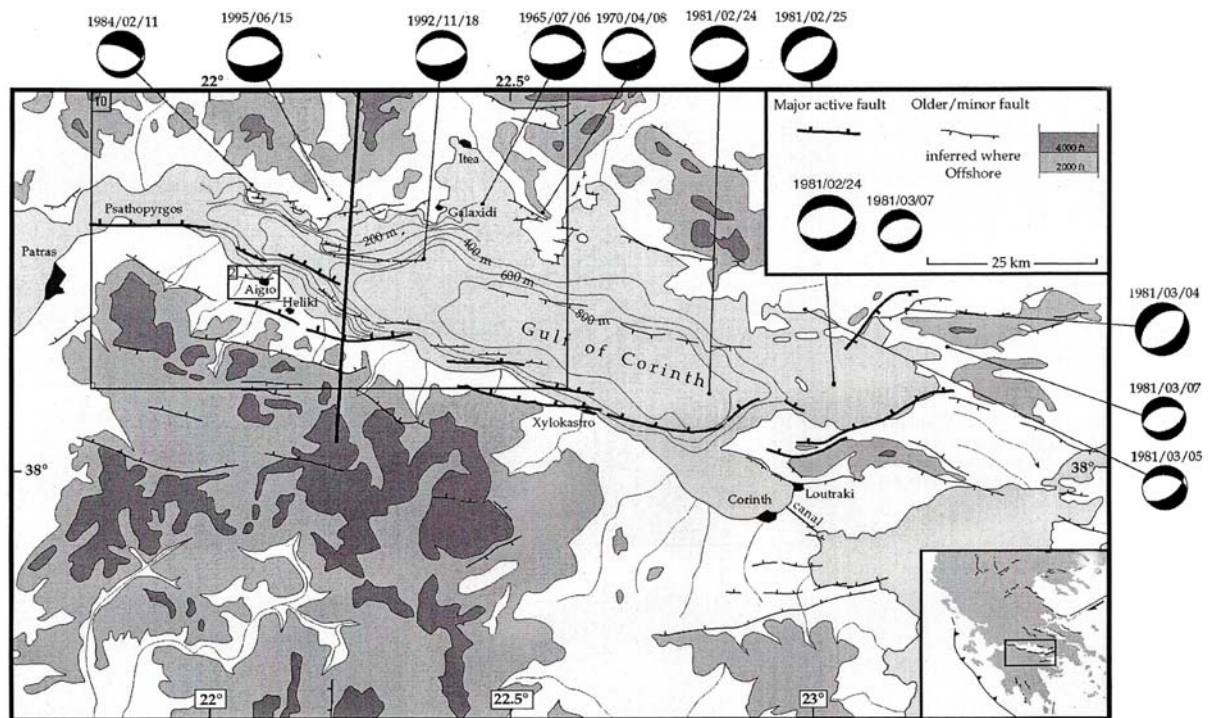 1984/02/11
1995/06/15
1992/11/18
1965/07/06
1970/04/08
1981/02/24
1981/02/25
22°
22.5°
10
Major active fault
Older/minor fault
inferred where
Offshore
4000 ft
2000 ft
1981/02/24
1981/03/07
25 km
Itea
Galaxidi
Psathopyrgos
Patras
200 m
400 m
600 m
800 m
2
Aigio
Heliki
Gulf of Corinth
1981/03/04
1981/03/07
1981/03/05
Xylokastro
38°
38°
Loutraki
Corinth
canal
22°
22.5°
23°